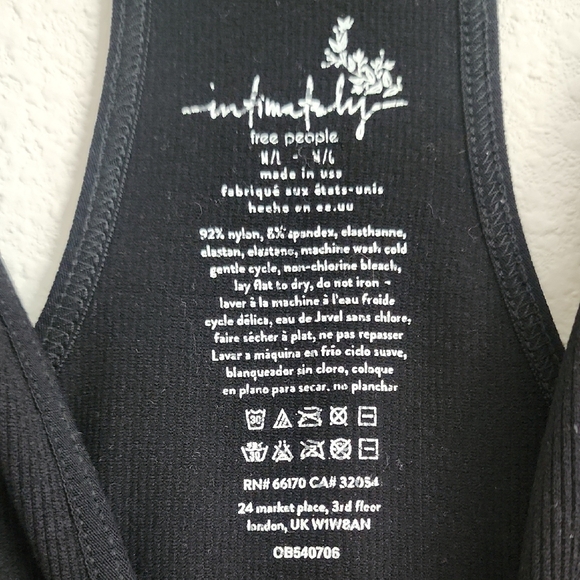 intimately
free people
M/L - M/G
made in usa
fabriqué aux états-unis
hecho en ee.uu
92% nylon, 8% spandex, elasthanne,
elastan, elastano, machine wash cold
gentle cycle, non-chlorine bleach,
lay flat to dry, do not iron -
laver à la machine à l'eau froide
cycle délica, eau de Javel sans chlore,
faire sécher à plat, ne pas repasser
Lavar a máquina en frío ciclo suave,
blanqueador sin cloro, coloque
en plano para secar, no planchar
30
30
RN# 66170 CA# 32054
24 market place, 3rd floor
london, UK W1W8AN
OB540706